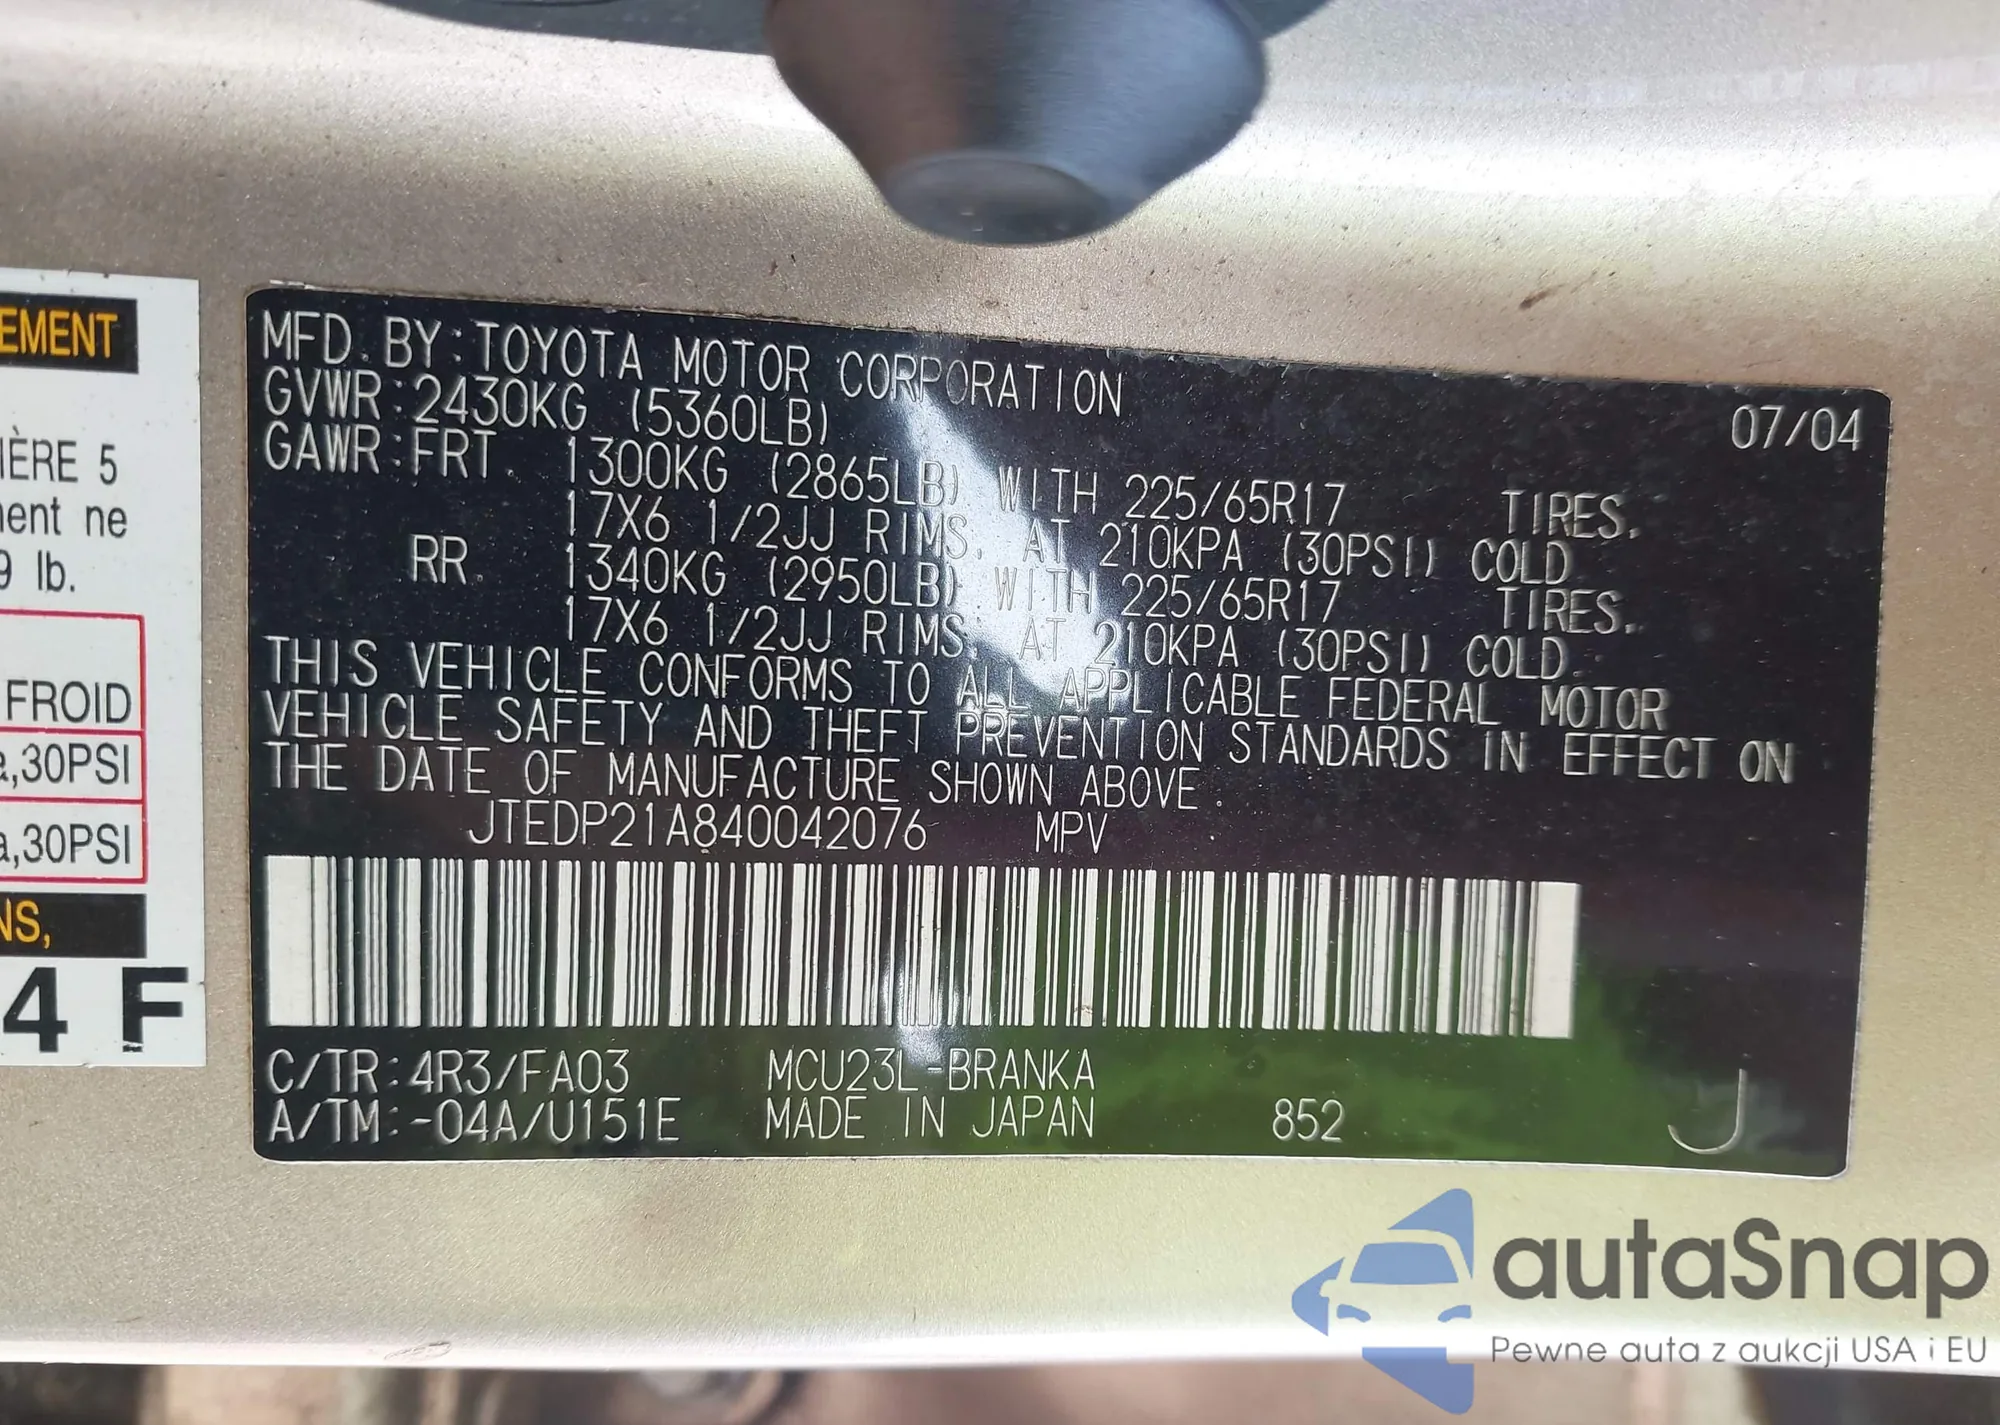 EMENT
IÈRE 5
ment ne
9 lb.
FROID
a,30PSI
a,30PSI
NS,
4 F
MFD. BY: TOYOTA MOTOR CORPORATION 07/04
GVWR: 2430KG (5360LB)
GAWR: FRT. 1300KG (2865LB) WITH 225/65R17 TIRES,
17X6 1/2JJ RIMS, AT 210KPA (30PSI) COLD
RR. 1340KG (2950LB) WITH 225/65R17 TIRES,
17X6 1/2JJ RIMS, AT 210KPA (30PSI) COLD.
THIS VEHICLE CONFORMS TO ALL APPLICABLE FEDERAL MOTOR
VEHICLE SAFETY AND THEFT PREVENTION STANDARDS IN EFFECT ON
THE DATE OF MANUFACTURE SHOWN ABOVE.
JTEDP21A840042076 MPV
C/TR: 4R3/FA03 MCU23L-BRANKA
A/TM: -04A/U151E MADE IN JAPAN 852 J
autaSnap
Pewne auta z aukcji USA i EU